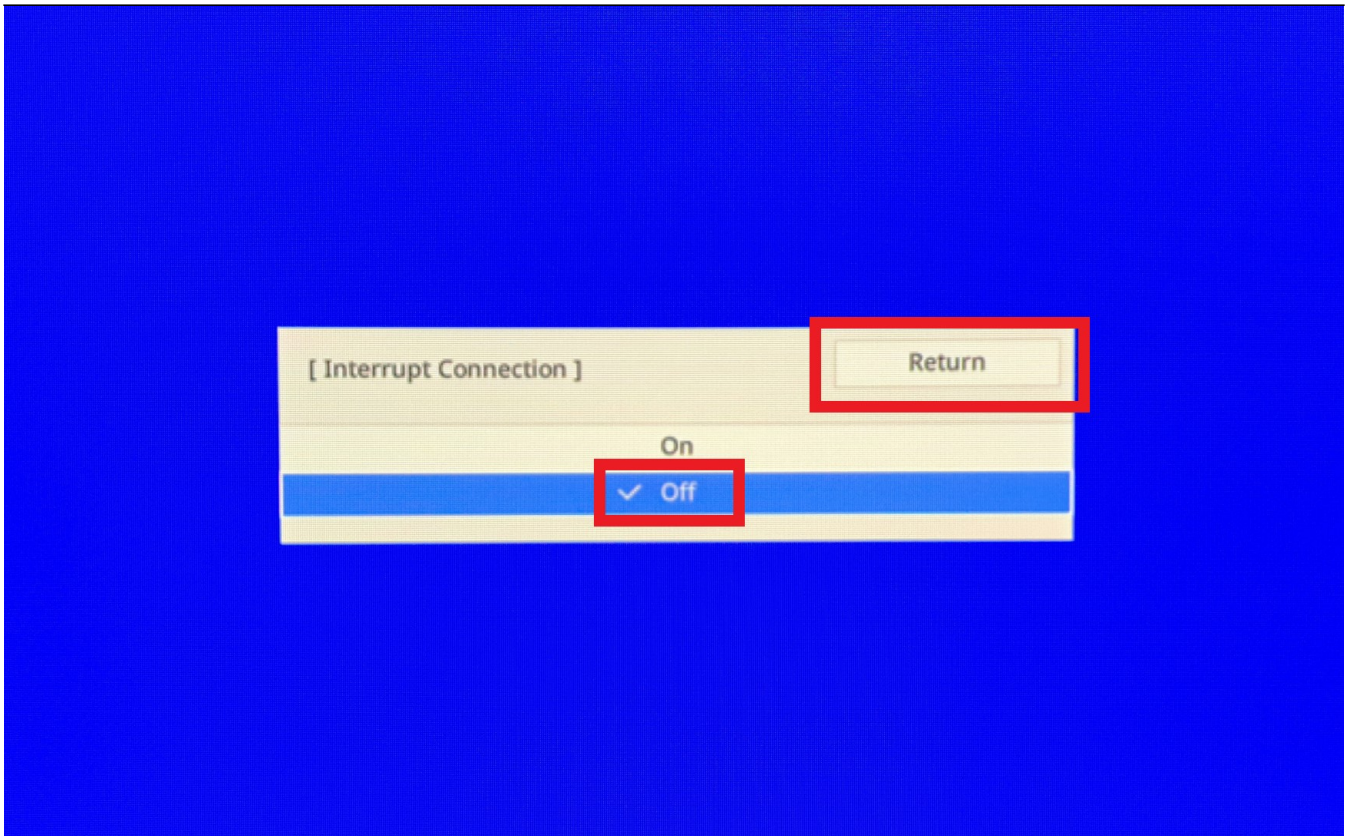 [ Interrupt Connection ]
Return
On
✓ Off